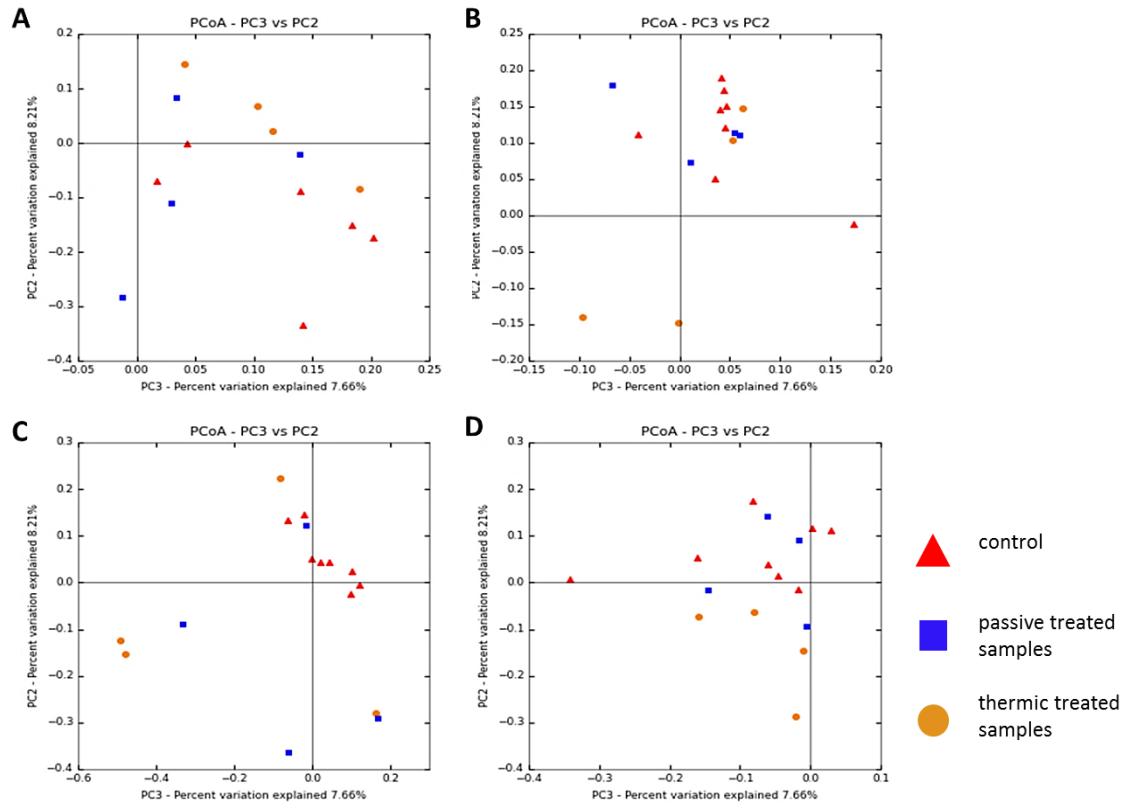 A
PCoA - PC3 vs PC2
PC2 - Percent variation explained 8.21%
0.2
0.1
0.0
−0.1
−0.2
−0.3
−0.4
−0.05
0.00
0.05
0.10
0.15
0.20
0.25
PC3 - Percent variation explained 7.66%
B
PCoA - PC3 vs PC2
PC2 - Percent variation explained 8.21%
0.25
0.20
0.15
0.10
0.05
0.00
−0.05
−0.10
−0.15
−0.20
−0.15
−0.10
−0.05
0.00
0.05
0.10
0.15
0.20
PC3 - Percent variation explained 7.66%
C
PCoA - PC3 vs PC2
PC2 - Percent variation explained 8.21%
0.3
0.2
0.1
0.0
−0.1
−0.2
−0.3
−0.4
−0.6
−0.4
−0.2
0.0
0.2
PC3 - Percent variation explained 7.66%
D
PCoA - PC3 vs PC2
PC2 - Percent variation explained 8.21%
0.3
0.2
0.1
0.0
−0.1
−0.2
−0.3
−0.4
−0.4
−0.3
−0.2
−0.1
0.0
0.1
PC3 - Percent variation explained 7.66%
control
passive treated
samples
thermic treated
samples